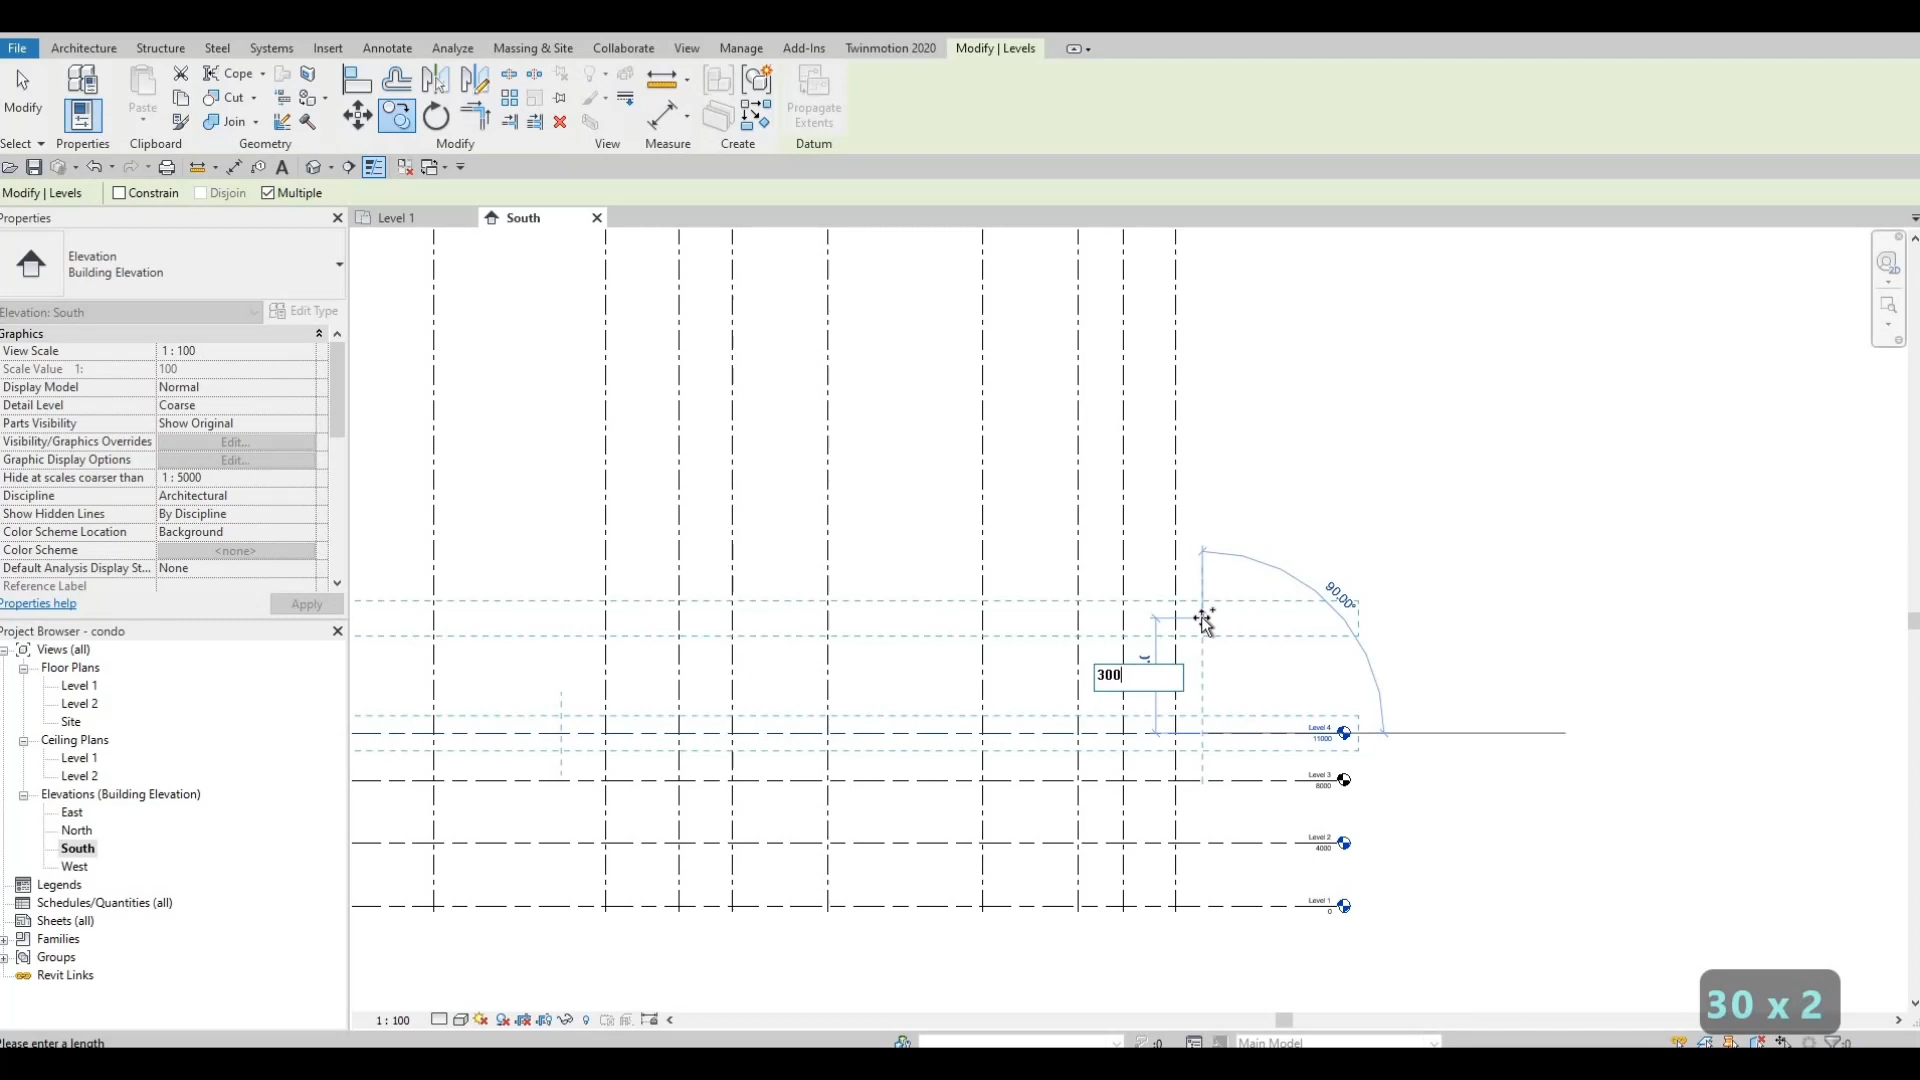 File Architecture Structure Steel Systems Insert Annotate Analyze Massing & Site Collaborate View Manage Add-Ins Twinmotion 2020 Modify | Levels
Cope
Cut
Join
Modify
Paste
Propagate
Extents
Select Properties Clipboard Geometry Modify View Measure Create Datum
Modify | Levels Constrain Disjoin Multiple
Properties
Level 1
South
Elevation
Building Elevation
Elevation: South
Edit Type
Graphics
View Scale 1 : 100
Scale Value 1: 100
Display Model Normal
Detail Level Coarse
Parts Visibility Show Original
Visibility/Graphics Overrides Edit...
Graphic Display Options Edit...
Hide at scales coarser than 1 : 5000
Discipline Architectural
Show Hidden Lines By Discipline
Color Scheme Location Background
Color Scheme <none>
Default Analysis Display St... None
Reference Label
Properties help
Apply
Project Browser - condo
Views (all)
Floor Plans
Level 1
Level 2
Site
Ceiling Plans
Level 1
Level 2
Elevations (Building Elevation)
East
North
South
West
Legends
Schedules/Quantities (all)
Sheets (all)
Families
Groups
Revit Links
90.00°
300
Level 4
11000
Level 3
8000
Level 2
4000
Level 1
0
30 x 2
1 : 100
Please enter a length
:0
Main Model
:0
2D